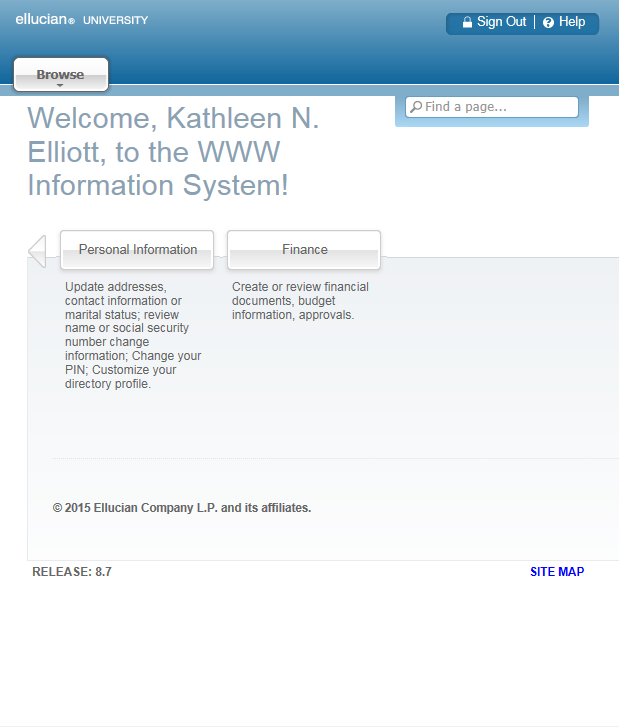 ellucian® UNIVERSITY
Sign Out | Help
Browse
Find a page...
Welcome, Kathleen N.
Elliott, to the WWW
Information System!
Personal Information
Finance
Update addresses,
contact information or
marital status; review
name or social security
number change
information; Change your
PIN; Customize your
directory profile.
Create or review financial
documents, budget
information, approvals.
© 2015 Ellucian Company L.P. and its affiliates.
RELEASE: 8.7
SITE MAP